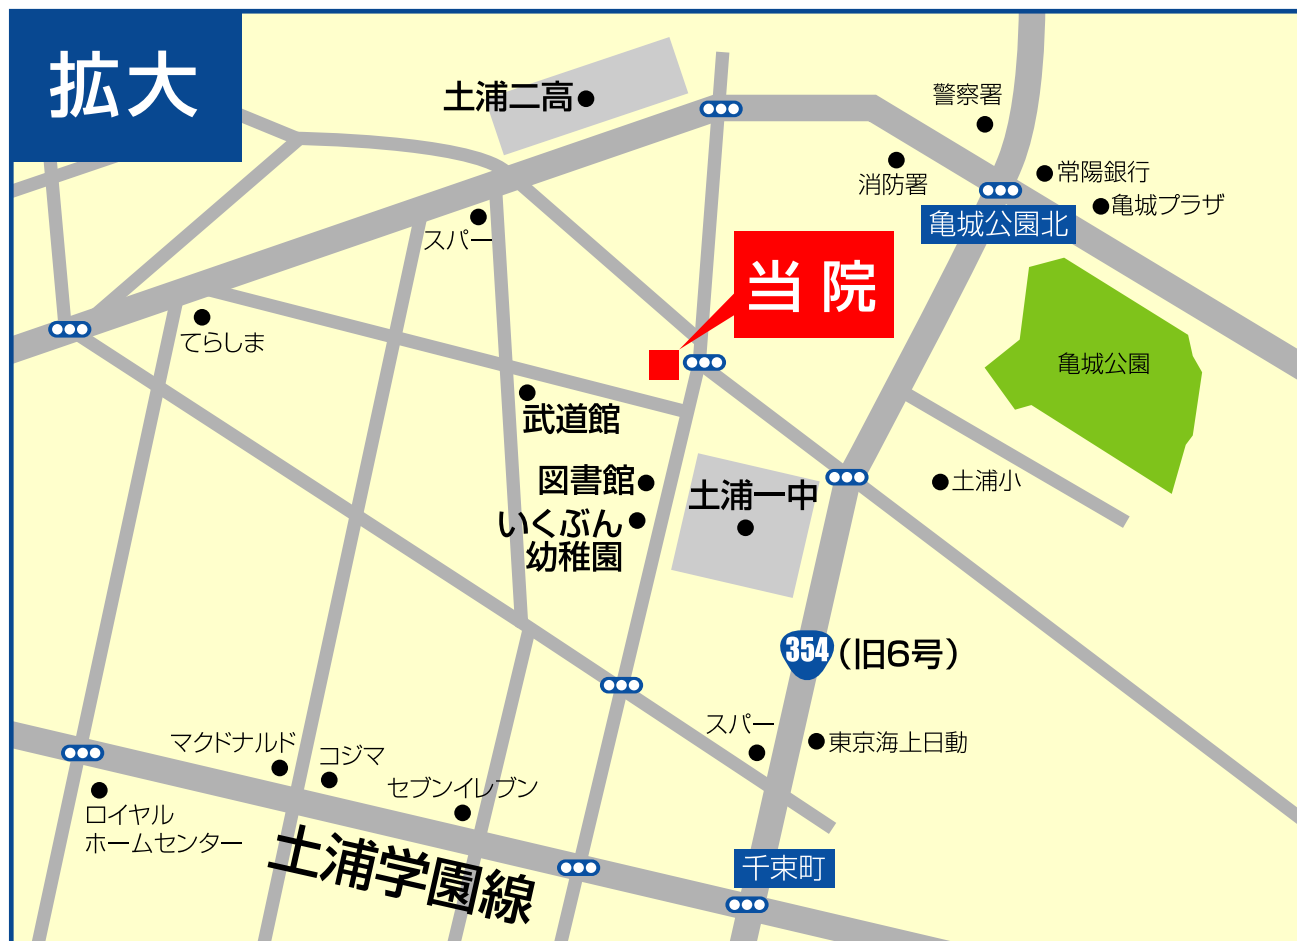 拡大
土浦二高
警察署
消防署
常陽銀行
亀城プラザ
亀城公園北
スパー
当院
てらしま
亀城公園
武道館
図書館
土浦一中
土浦小
いくぶん
幼稚園
354
(旧6号)
スパー
東京海上日動
マクドナルド
コジマ
セブンイレブン
ロイヤル
ホームセンター
土浦学園線
千束町